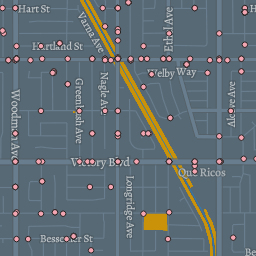 Hart St
Varna Ave
Ethel Ave
Hartland St
Welby Way
Woodman Ave
Greenbush Ave
Nagle Ave
Alcove Ave
Victory Blvd
Oui Ricos
Longridge Ave
Bessemer St